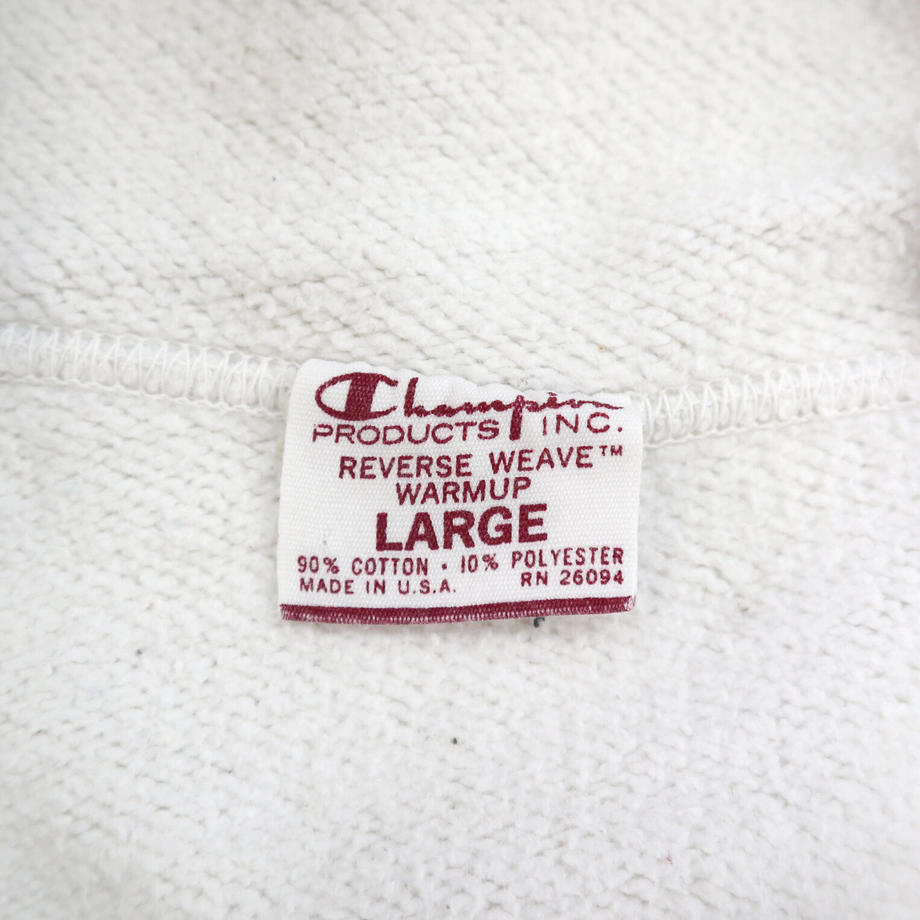 Champion
PRODUCTS INC.
REVERSE WEAVE™
WARMUP
LARGE
90% COTTON · 10% POLYESTER
MADE IN U.S.A. RN 26094